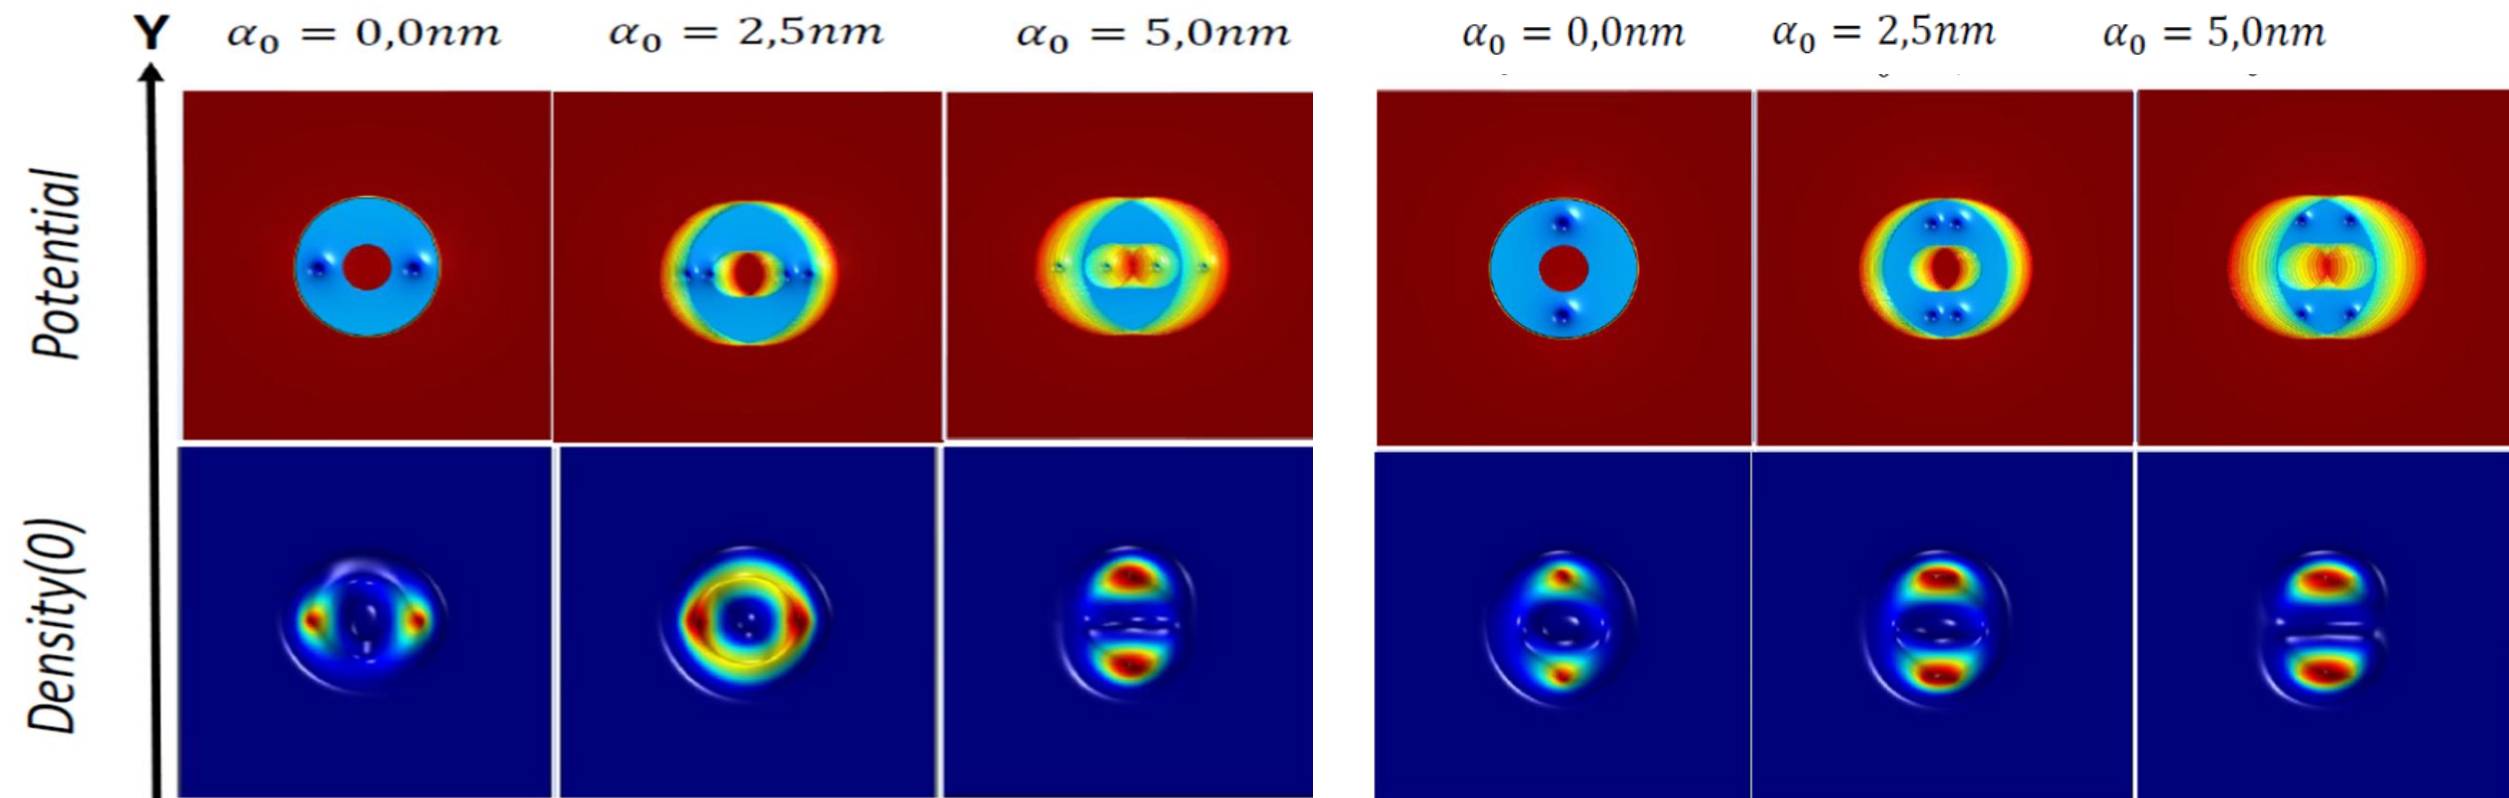 Y
α₀ = 0,0nm
α₀ = 2,5nm
α₀ = 5,0nm
α₀ = 0,0nm
α₀ = 2,5nm
α₀ = 5,0nm
Potential
Density(0)